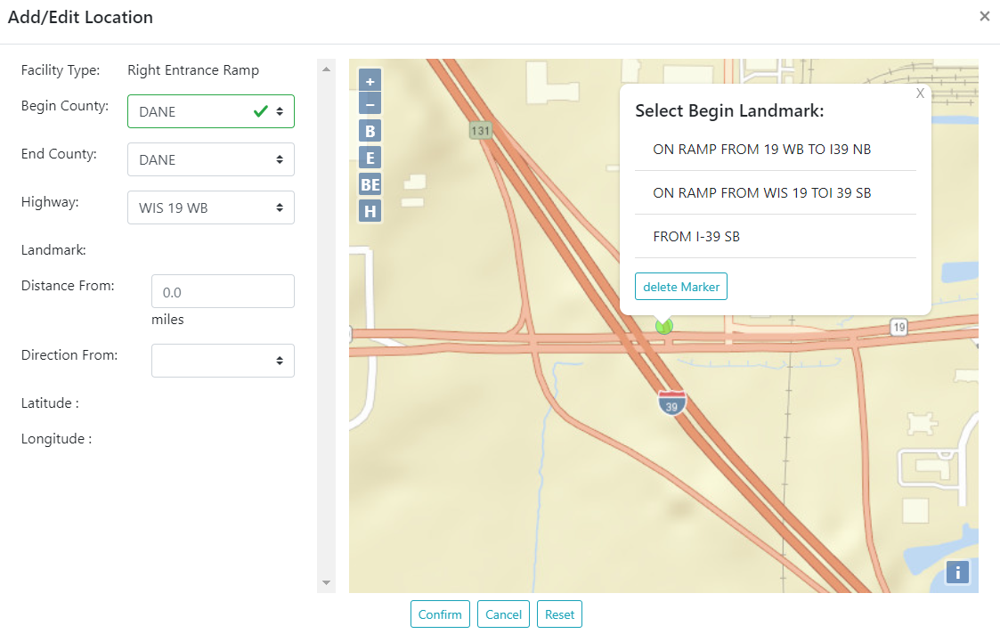 Add/Edit Location
×
Facility Type: Right Entrance Ramp
Begin County: DANE
End County: DANE
Highway: WIS 19 WB
Landmark:
Distance From: 0.0
miles
Direction From:
Latitude :
Longitude :
+
−
B
E
BE
H
131
X
Select Begin Landmark:
ON RAMP FROM 19 WB TO I39 NB
ON RAMP FROM WIS 19 TOI 39 SB
FROM I-39 SB
delete Marker
19
39
i
Confirm Cancel Reset